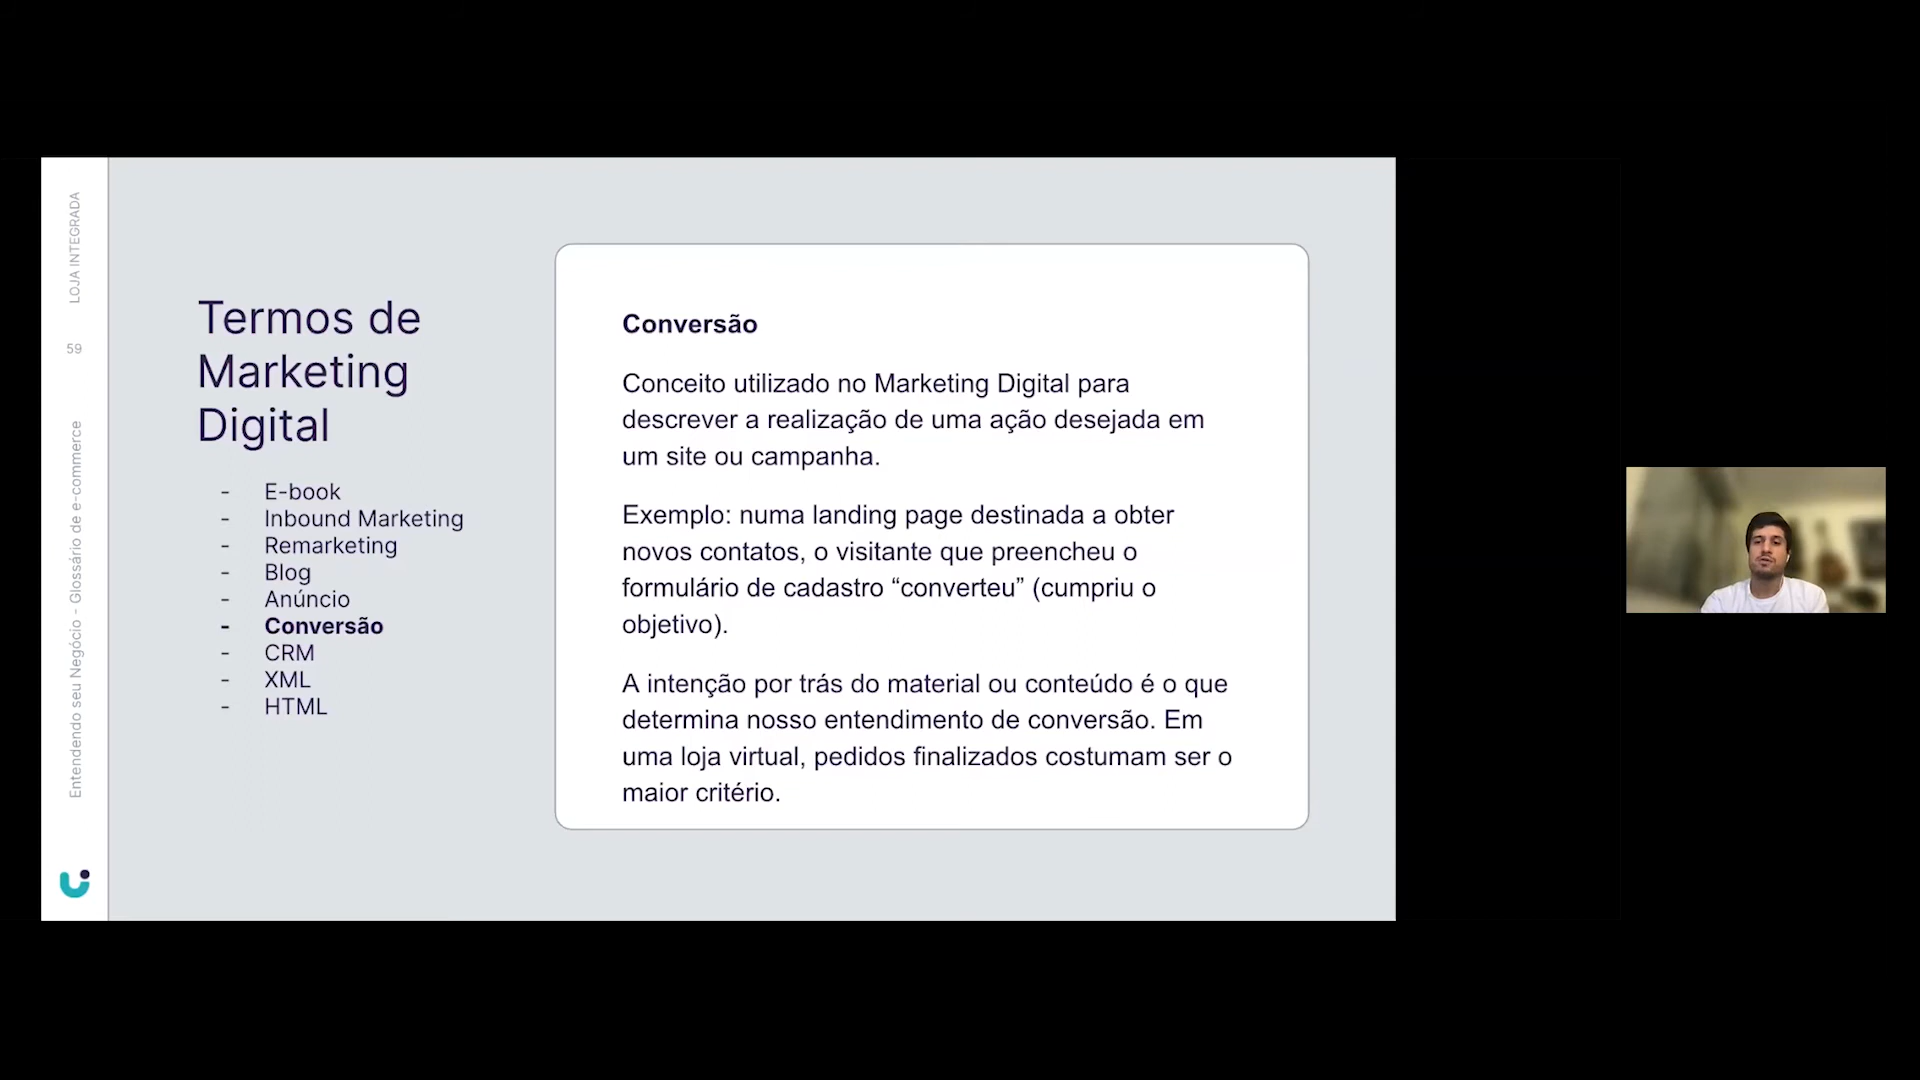 LOJA INTEGRADA
59
Entendendo seu Negócio - Glossário de e-commerce
Termos de
Marketing
Digital
- E-book
- Inbound Marketing
- Remarketing
- Blog
- Anúncio
- Conversão
- CRM
- XML
- HTML
Conversão
Conceito utilizado no Marketing Digital para
descrever a realização de uma ação desejada em
um site ou campanha.
Exemplo: numa landing page destinada a obter
novos contatos, o visitante que preencheu o
formulário de cadastro “converteu” (cumpriu o
objetivo).
A intenção por trás do material ou conteúdo é o que
determina nosso entendimento de conversão. Em
uma loja virtual, pedidos finalizados costumam ser o
maior critério.